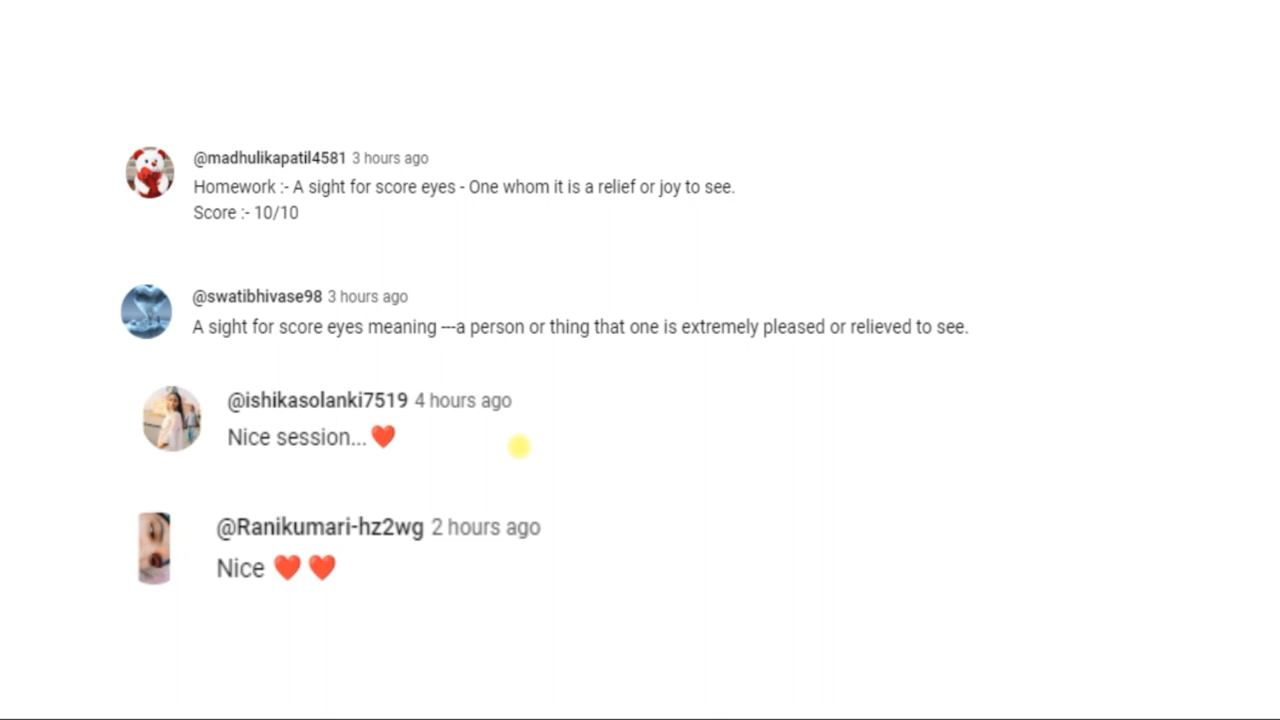 @madhulikapatil4581 3 hours ago
Homework :- A sight for score eyes - One whom it is a relief or joy to see.
Score :- 10/10
@swatibhivase98 3 hours ago
A sight for score eyes meaning ---a person or thing that one is extremely pleased or relieved to see.
@ishikasolanki7519 4 hours ago
Nice session...❤️
@Ranikumari-hz2wg 2 hours ago
Nice ❤️❤️